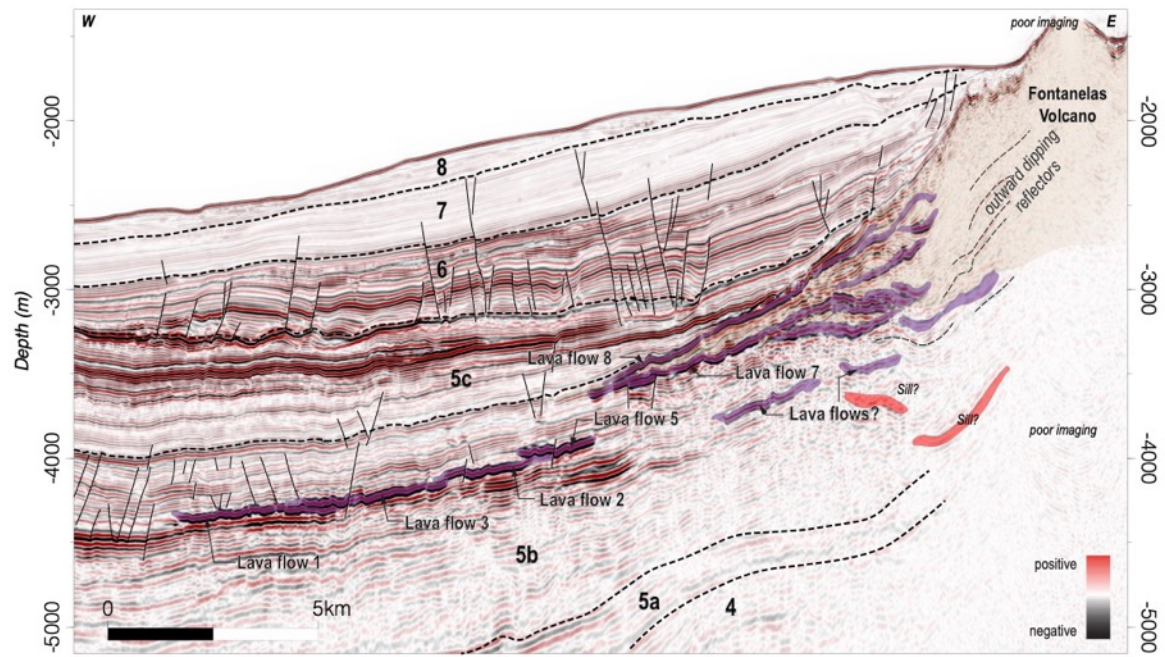 W
poor imaging
E
-2000
-3000
-4000
-5000
Depth (m)
-2000
-3000
-4000
-5000
Fontanelas
Volcano
outward dipping
reflectors
8
7
6
5c
Lava flow 8
Lava flow 7
Lava flow 5
Lava flows?
Sill?
Sill?
poor imaging
Lava flow 2
Lava flow 3
Lava flow 1
5b
5a
4
0
5km
positive
negative